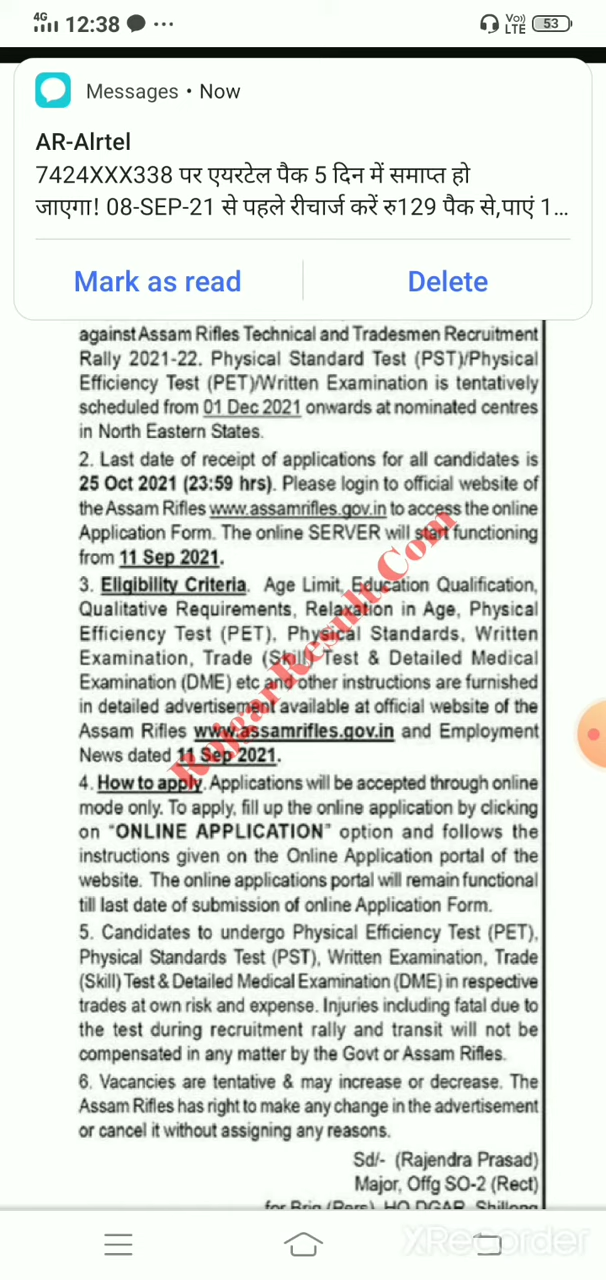 4G 12:38 ... Vo)) LTE 53
Messages • Now
AR-AIrtel
7424XXX338 पर एयरटेल पैक 5 दिन में समाप्त हो
जाएगा! 08-SEP-21 से पहले रीचार्ज करें रु129 पैक से,पाएं 1...
Mark as read Delete
against Assam Rifles Technical and Tradesmen Recruitment
Rally 2021-22. Physical Standard Test (PST)/Physical
Efficiency Test (PET)/Written Examination is tentatively
scheduled from 01 Dec 2021 onwards at nominated centres
in North Eastern States.
2. Last date of receipt of applications for all candidates is
25 Oct 2021 (23:59 hrs). Please login to official website of
the Assam Rifles www.assamrifles.gov.in to access the online
Application Form. The online SERVER will start functioning
from 11 Sep 2021.
3. Eligibility Criteria. Age Limit, Education Qualification,
Qualitative Requirements, Relaxation in Age, Physical
Efficiency Test (PET), Physical Standards, Written
Examination, Trade (Skill) Test & Detailed Medical
Examination (DME) etc and other instructions are furnished
in detailed advertisement available at official website of the
Assam Rifles www.assamrifles.gov.in and Employment
News dated 11 Sep 2021.
4. How to apply. Applications will be accepted through online
mode only. To apply, fill up the online application by clicking
on "ONLINE APPLICATION" option and follows the
instructions given on the Online Application portal of the
website. The online applications portal will remain functional
till last date of submission of online Application Form.
5. Candidates to undergo Physical Efficiency Test (PET),
Physical Standards Test (PST), Written Examination, Trade
(Skill) Test & Detailed Medical Examination (DME) in respective
trades at own risk and expense. Injuries including fatal due to
the test during recruitment rally and transit will not be
compensated in any matter by the Govt or Assam Rifles.
6. Vacancies are tentative & may increase or decrease. The
Assam Rifles has right to make any change in the advertisement
or cancel it without assigning any reasons.
Sd/- (Rajendra Prasad)
Major, Offg SO-2 (Rect)
for Brig (Pers), HQ DGAR, Shillong
RojgarResult.Com
XRecorder